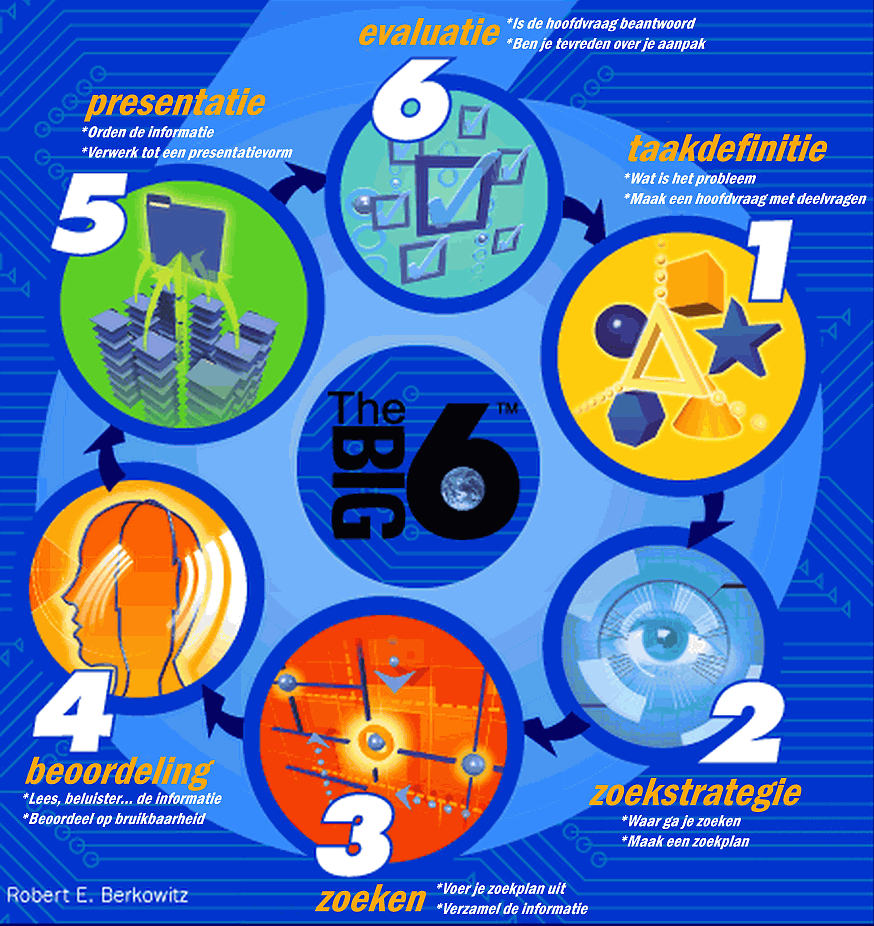 evaluatie
*Is de hoofdvraag beantwoord
*Ben je tevreden over je aanpak
6
presentatie
*Orden de informatie
*Verwerk tot een presentatievorm
5
taakdefinitie
*Wat is het probleem
*Maak een hoofdvraag met deelvragen
1
The
BIG
6™
4
beoordeling
*Lees, beluister... de informatie
*Beoordeel op bruikbaarheid
2
zoekstrategie
*Waar ga je zoeken
*Maak een zoekplan
3
zoeken
*Voer je zoekplan uit
*Verzamel de informatie
Robert E. Berkowitz